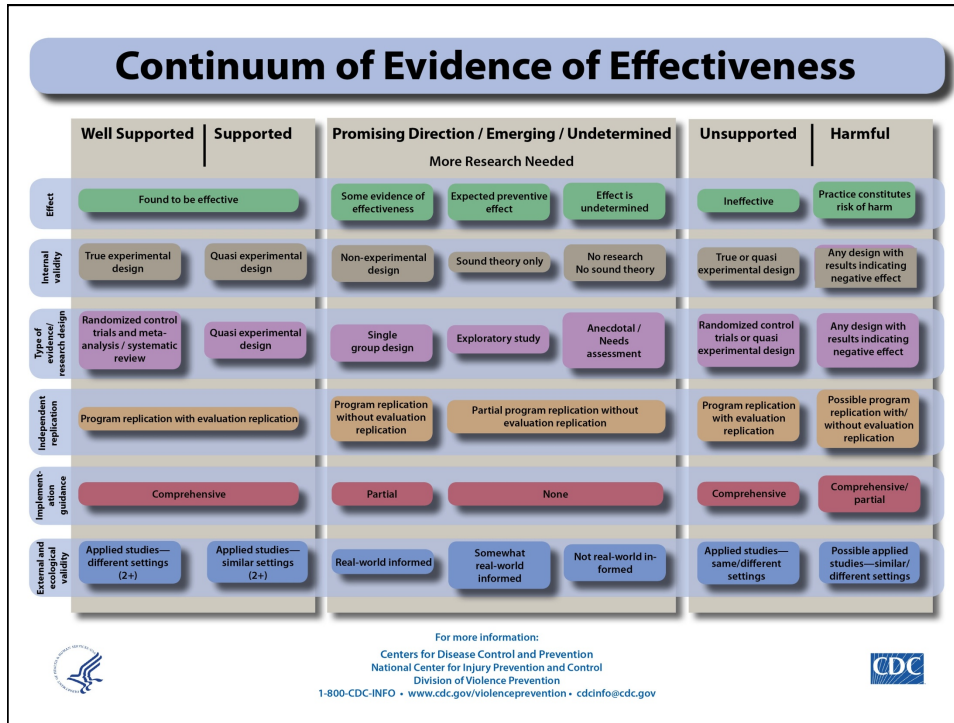 Continuum of Evidence of Effectiveness
Well Supported
Supported
Promising Direction / Emerging / Undetermined
More Research Needed
Unsupported
Harmful
Effect
Found to be effective
Some evidence of
effectiveness
Expected preventive
effect
Effect is
undetermined
Ineffective
Practice constitutes
risk of harm
Internal
validity
True experimental
design
Quasi experimental
design
Non-experimental
design
Sound theory only
No research
No sound theory
True or quasi
experimental design
Any design with
results indicating
negative effect
Type of
evidence/
research design
Randomized control
trials and meta-
analysis / systematic
review
Quasi experimental
design
Single
group design
Exploratory study
Anecdotal /
Needs
assessment
Randomized control
trials or quasi
experimental design
Any design with
results indicating
negative effect
Independent
replication
Program replication with evaluation replication
Program replication
without evaluation
replication
Partial program replication without
evaluation replication
Program replication
with evaluation
replication
Possible program
replication with/
without evaluation
replication
Implement-
ation
guidance
Comprehensive
Partial
None
Comprehensive
Comprehensive/
partial
External and
ecological
validity
Applied studies—
different settings
(2+)
Applied studies—
similar settings
(2+)
Real-world informed
Somewhat
real-world
informed
Not real-world in-
formed
Applied studies—
same/different
settings
Possible applied
studies—similar/
different settings
For more information:
Centers for Disease Control and Prevention
National Center for Injury Prevention and Control
Division of Violence Prevention
1-800-CDC-INFO • www.cdc.gov/violenceprevention • cdcinfo@cdc.gov
CDC